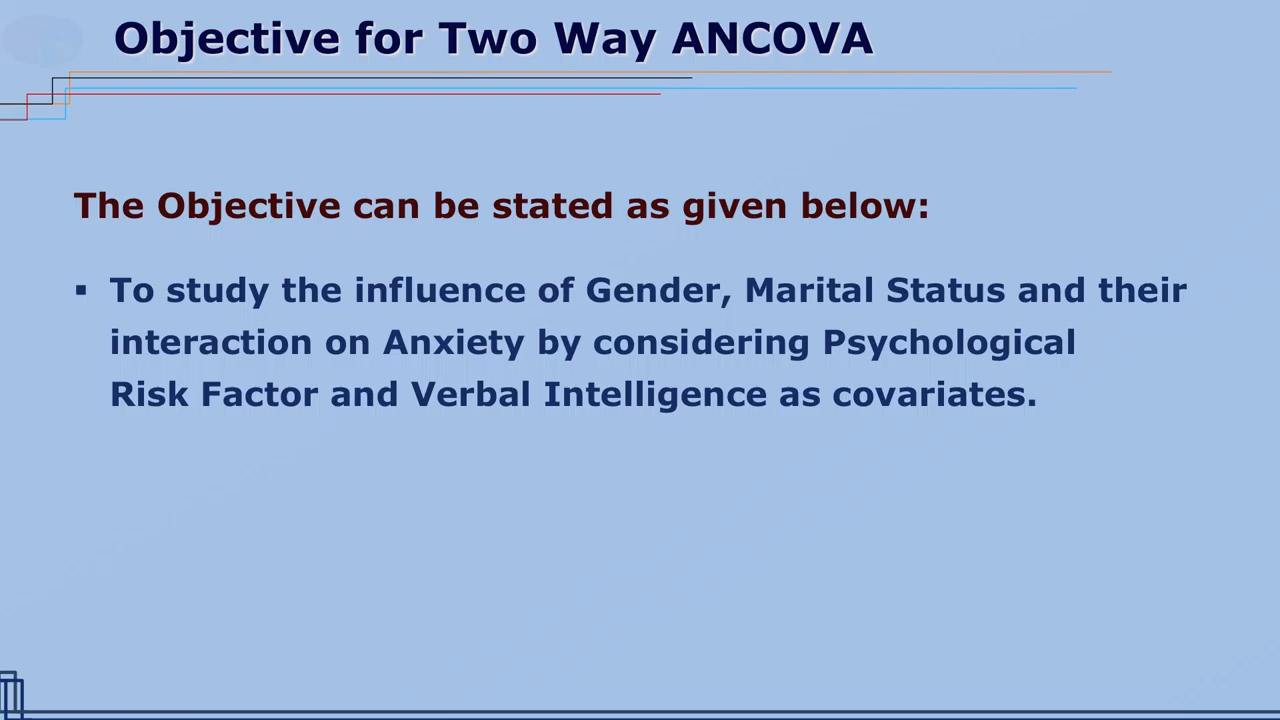 Objective for Two Way ANCOVA
The Objective can be stated as given below:
▪ To study the influence of Gender, Marital Status and their
interaction on Anxiety by considering Psychological
Risk Factor and Verbal Intelligence as covariates.